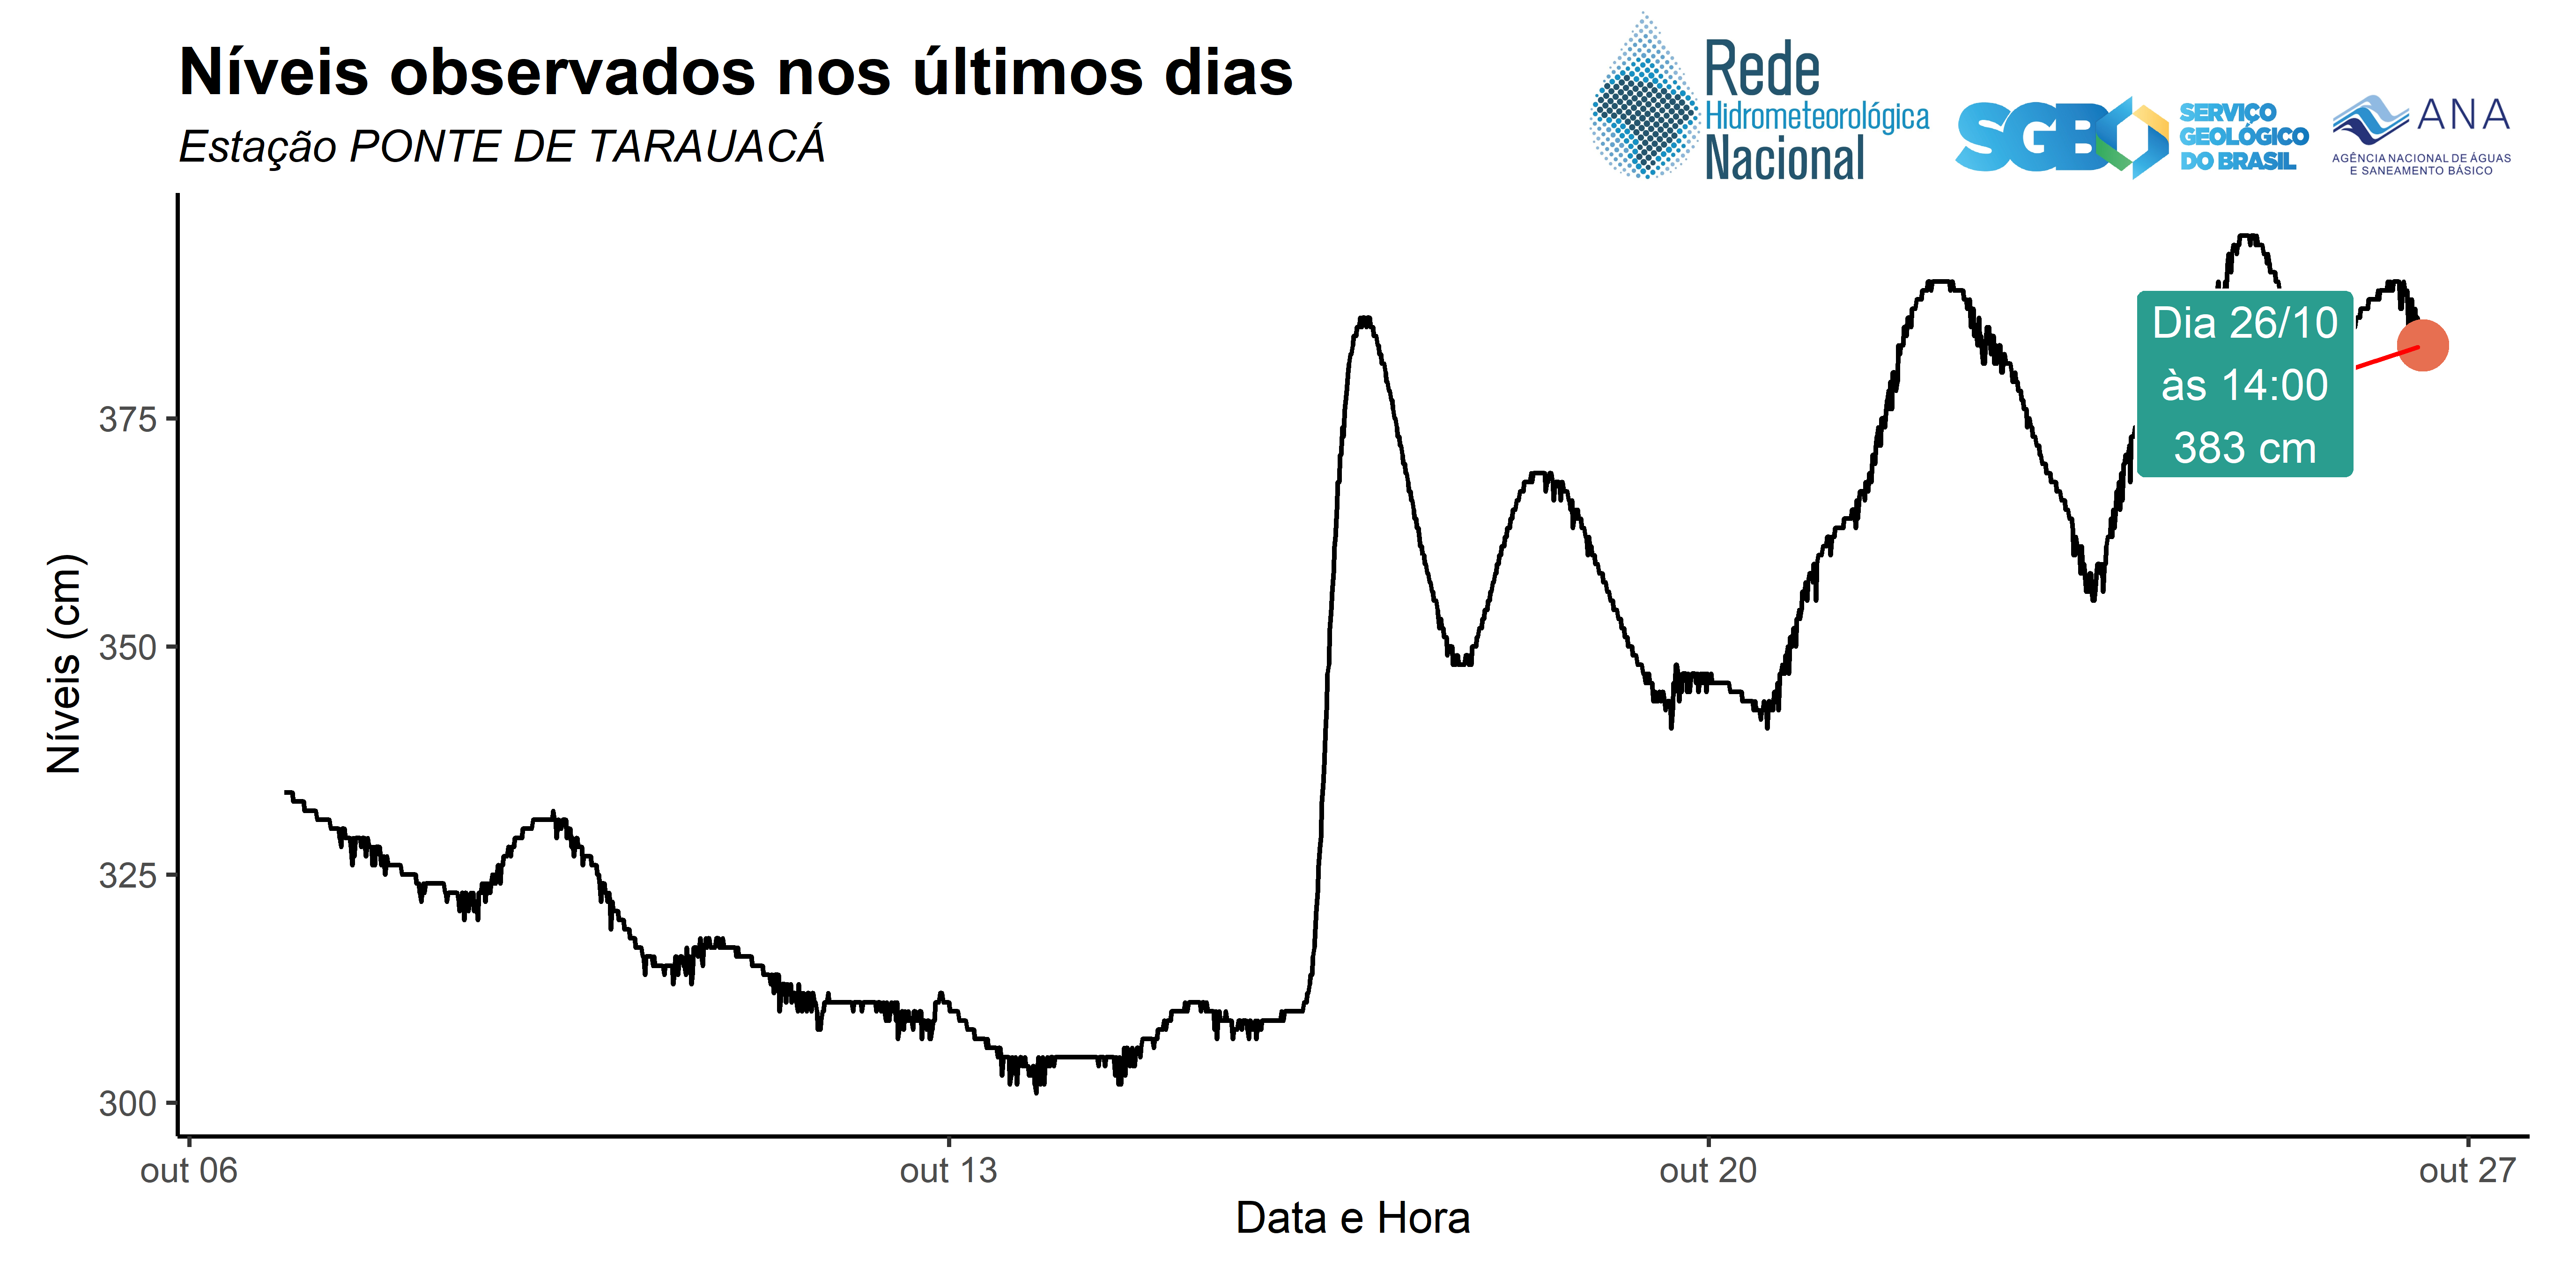 Níveis observados nos últimos dias
Estação PONTE DE TARAUACÁ
Rede
Hidrometeorológica
Nacional
SGB
SERVIÇO
GEOLÓGICO
DO BRASIL
ANA
AGÊNCIA NACIONAL DE ÁGUAS
E SANEAMENTO BÁSICO
Níveis (cm)
375
350
325
300
Dia 26/10
às 14:00
383 cm
out 06
out 13
out 20
out 27
Data e Hora